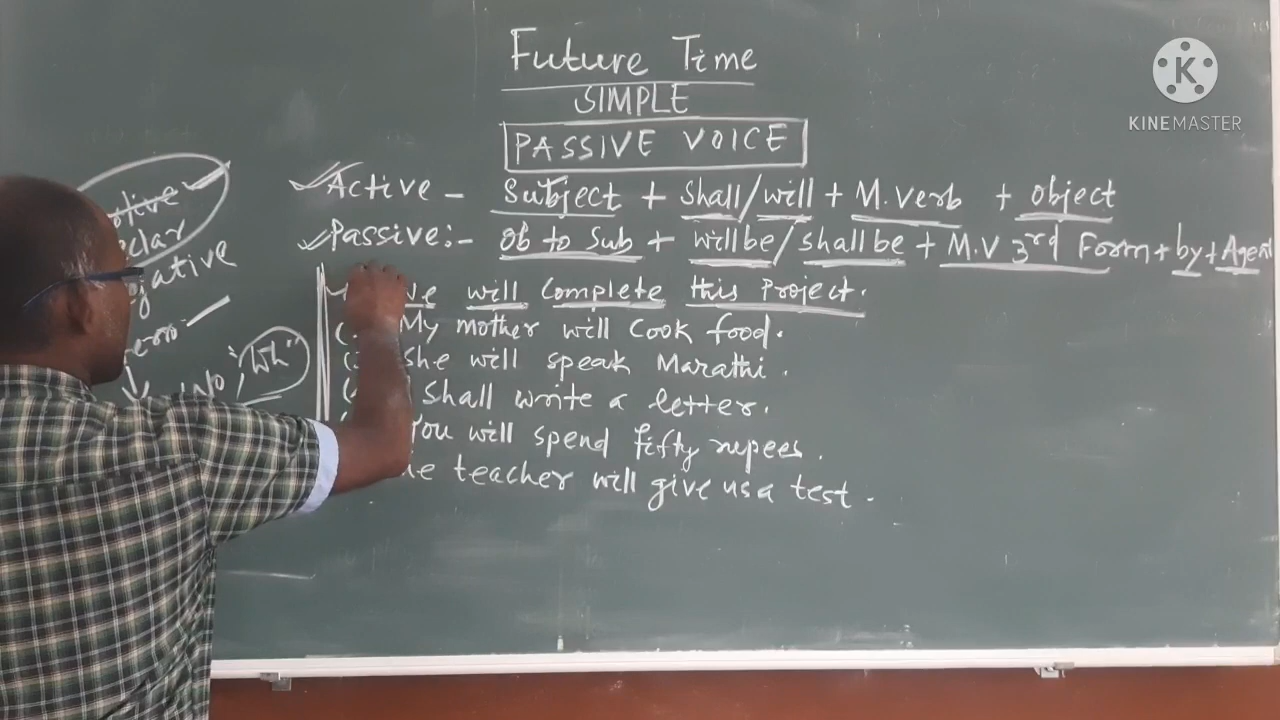 Future Time
SIMPLE
PASSIVE VOICE
Active - Subject + Shall/will + M.verb + object
Passive:- Ob to Sub + will be/shall be + M.V 3rd Form + by + Agent
will Complete this Project.
My mother will Cook food.
She will speak Marathi.
Shall write a letter.
You will spend fifty rupees.
teacher will give us a test.
"Wh"
KINEMASTER